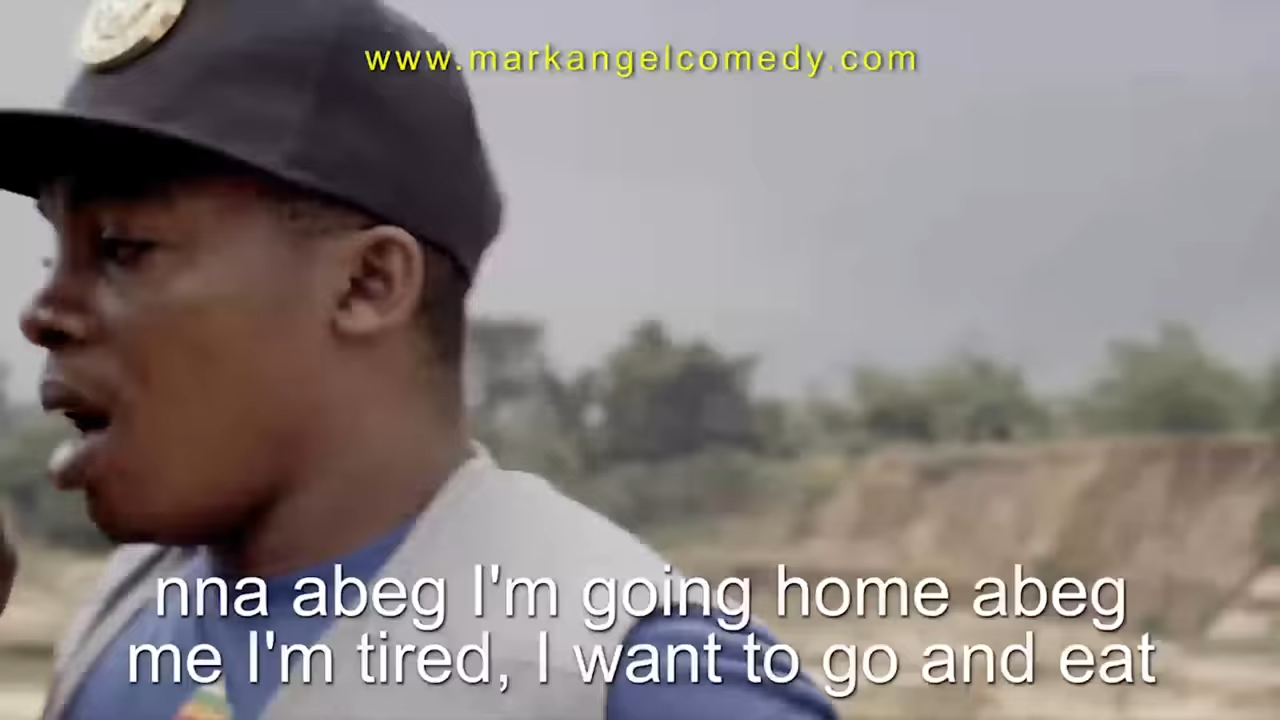 www.markangelcomedy.com
nna abeg I'm going home abeg
me I'm tired, I want to go and eat